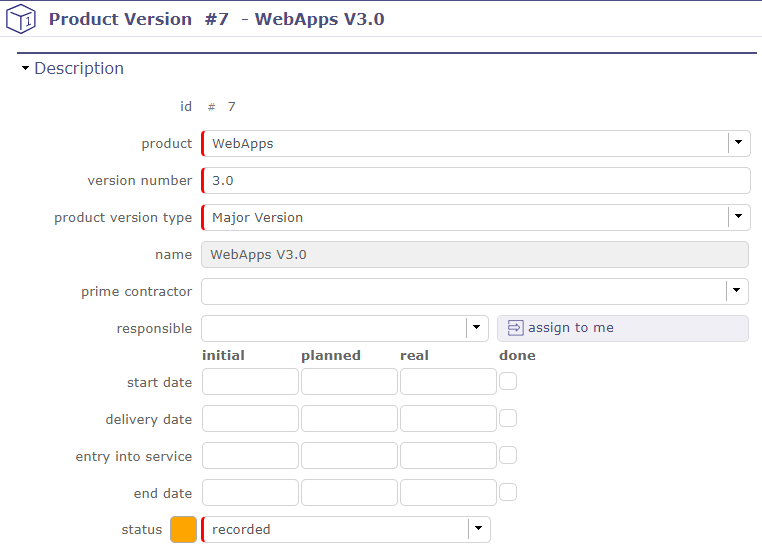 Product Version #7 - WebApps V3.0
Description
id # 7
product WebApps
version number 3.0
product version type Major Version
name WebApps V3.0
prime contractor
responsible assign to me
initial planned real done
start date
delivery date
entry into service
end date
status recorded